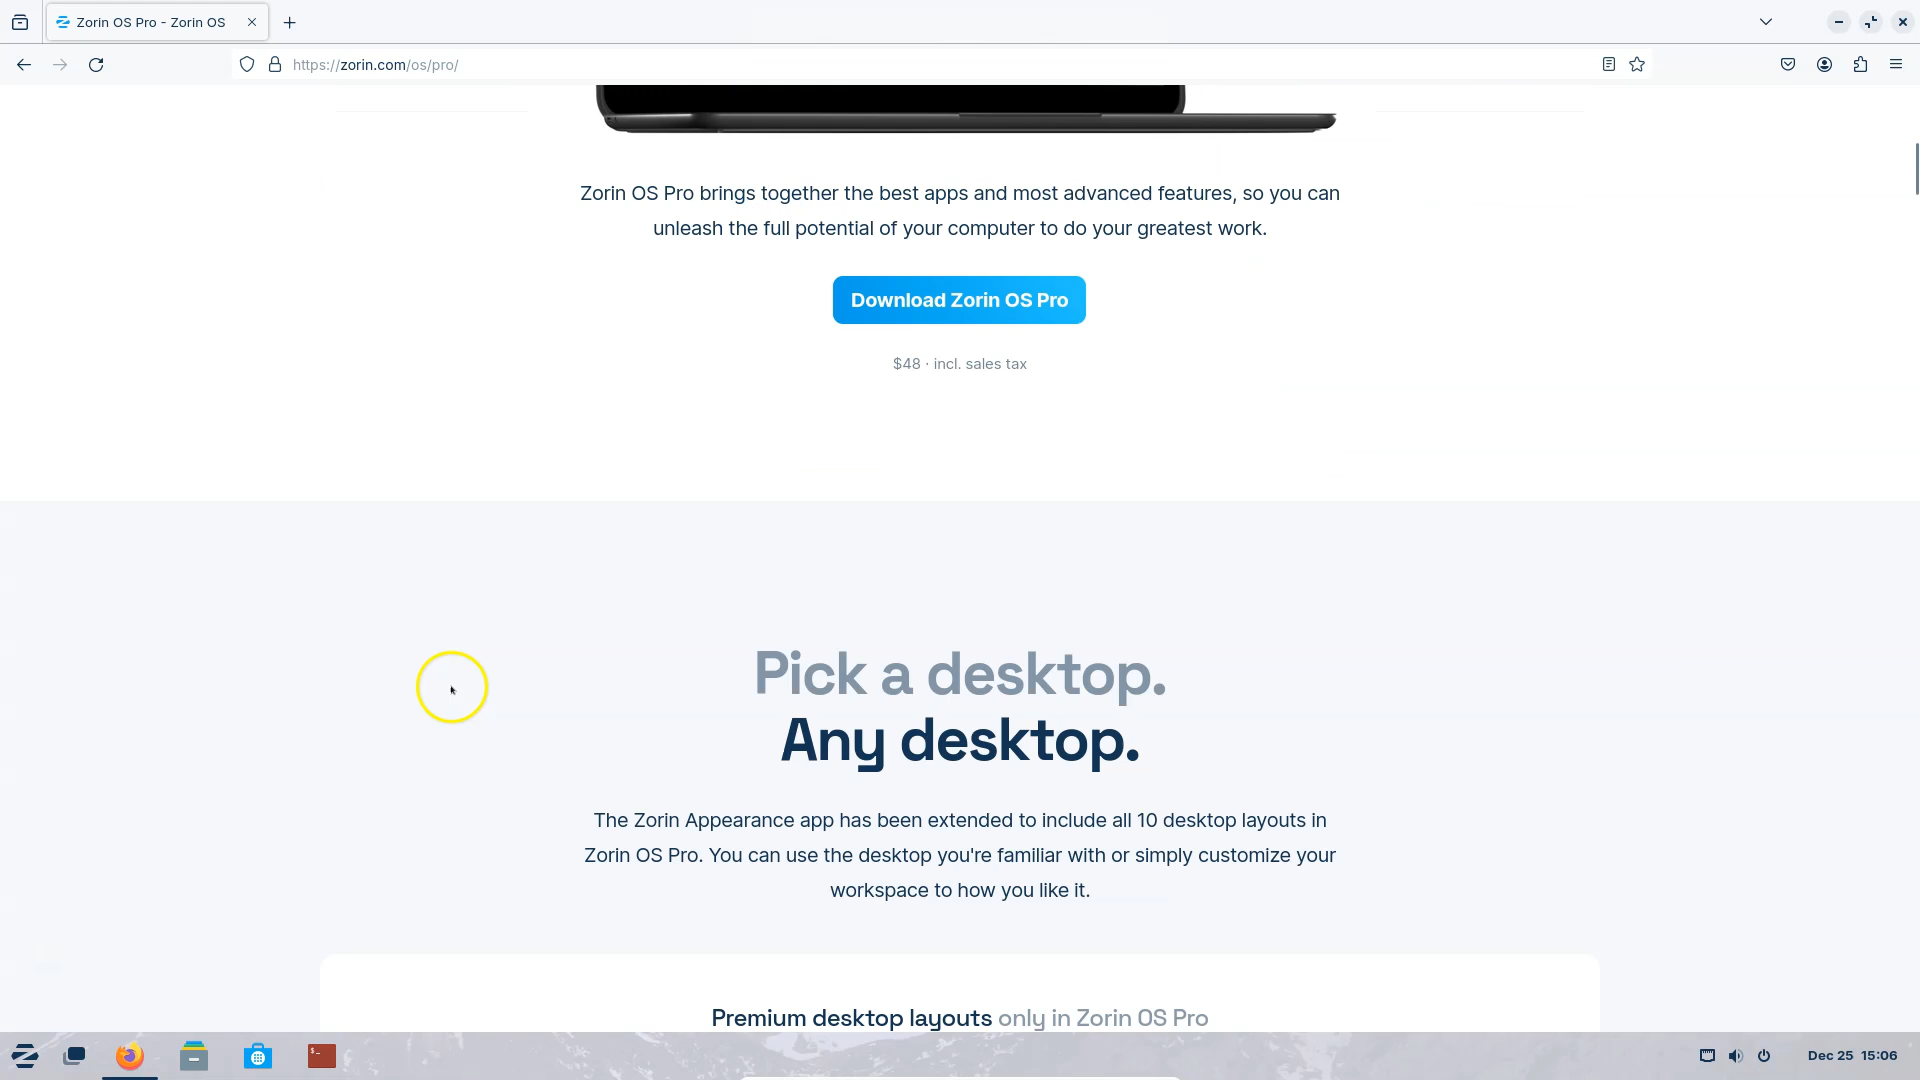 Zorin OS Pro - Zorin OS
https://zorin.com/os/pro/
Zorin OS Pro brings together the best apps and most advanced features, so you can
unleash the full potential of your computer to do your greatest work.
Download Zorin OS Pro
$48 · incl. sales tax
Pick a desktop.
Any desktop.
The Zorin Appearance app has been extended to include all 10 desktop layouts in
Zorin OS Pro. You can use the desktop you're familiar with or simply customize your
workspace to how you like it.
Premium desktop layouts only in Zorin OS Pro
$_
Dec 25 15:06